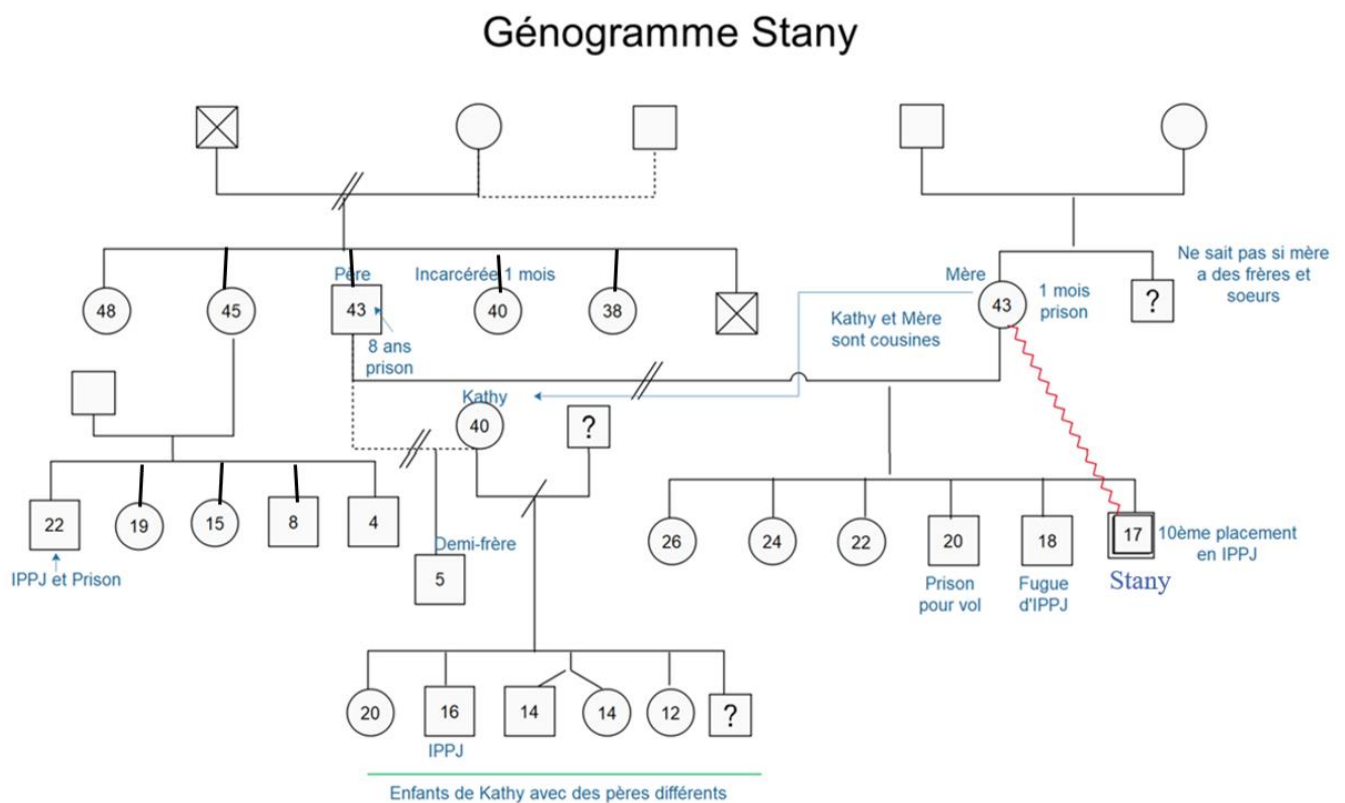 Génogramme Stany
Père
Incarcérée 1 mois
Mère
Ne sait pas si mère
a des frères et
soeurs
48
45
43
40
38
43
1 mois
prison
?
8 ans
prison
Kathy et Mère
sont cousines
Kathy
40
?
22
19
15
8
4
IPPJ et Prison
Demi-frère
5
26
24
22
20
18
17
10ème placement
en IPPJ
Prison
pour vol
Fugue
d'IPPJ
Stany
20
16
14
14
12
?
IPPJ
Enfants de Kathy avec des pères différents